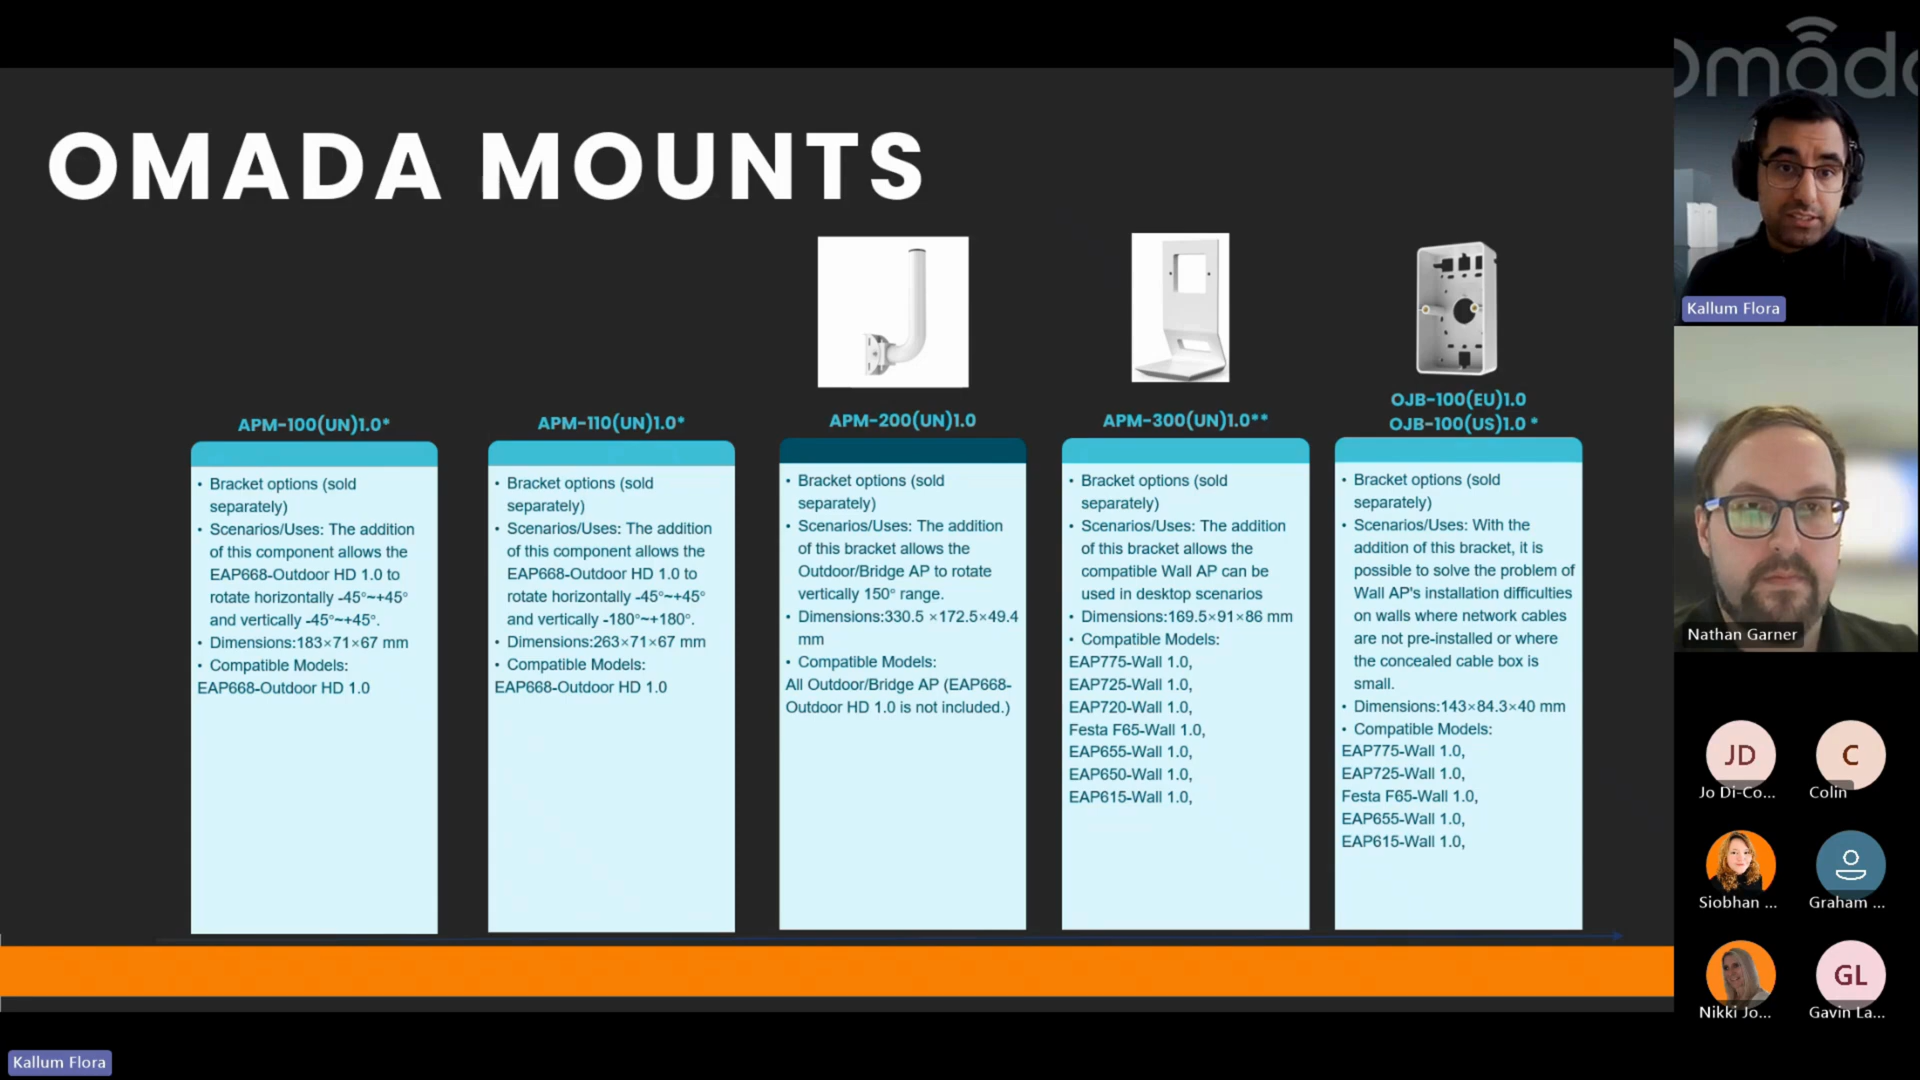 OMADA MOUNTS
APM-100(UN)1.0*
• Bracket options (sold
separately)
• Scenarios/Uses: The addition
of this component allows the
EAP668-Outdoor HD 1.0 to
rotate horizontally -45°~+45°
and vertically -45°~+45°.
• Dimensions:183×71×67 mm
• Compatible Models:
EAP668-Outdoor HD 1.0
APM-110(UN)1.0*
• Bracket options (sold
separately)
• Scenarios/Uses: The addition
of this component allows the
EAP668-Outdoor HD 1.0 to
rotate horizontally -45°~+45°
and vertically -180°~+180°.
• Dimensions:263×71×67 mm
• Compatible Models:
EAP668-Outdoor HD 1.0
APM-200(UN)1.0
• Bracket options (sold
separately)
• Scenarios/Uses: The addition
of this bracket allows the
Outdoor/Bridge AP to rotate
vertically 150° range.
• Dimensions:330.5 ×172.5×49.4
mm
• Compatible Models:
All Outdoor/Bridge AP (EAP668-
Outdoor HD 1.0 is not included.)
APM-300(UN)1.0**
• Bracket options (sold
separately)
• Scenarios/Uses: The addition
of this bracket allows the
compatible Wall AP can be
used in desktop scenarios
• Dimensions:169.5×91×86 mm
• Compatible Models:
EAP775-Wall 1.0,
EAP725-Wall 1.0,
EAP720-Wall 1.0,
Festa F65-Wall 1.0,
EAP655-Wall 1.0,
EAP650-Wall 1.0,
EAP615-Wall 1.0,
OJB-100(EU)1.0
OJB-100(US)1.0 *
• Bracket options (sold
separately)
• Scenarios/Uses: With the
addition of this bracket, it is
possible to solve the problem of
Wall AP's installation difficulties
on walls where network cables
are not pre-installed or where
the concealed cable box is
small.
• Dimensions:143×84.3×40 mm
• Compatible Models:
EAP775-Wall 1.0,
EAP725-Wall 1.0,
Festa F65-Wall 1.0,
EAP655-Wall 1.0,
EAP615-Wall 1.0,
Omada
Kallum Flora
Nathan Garner
JD
Jo Di-Co...
C
Colin
Siobhan ...
Graham ...
Nikki Jo...
GL
Gavin La...
Kallum Flora